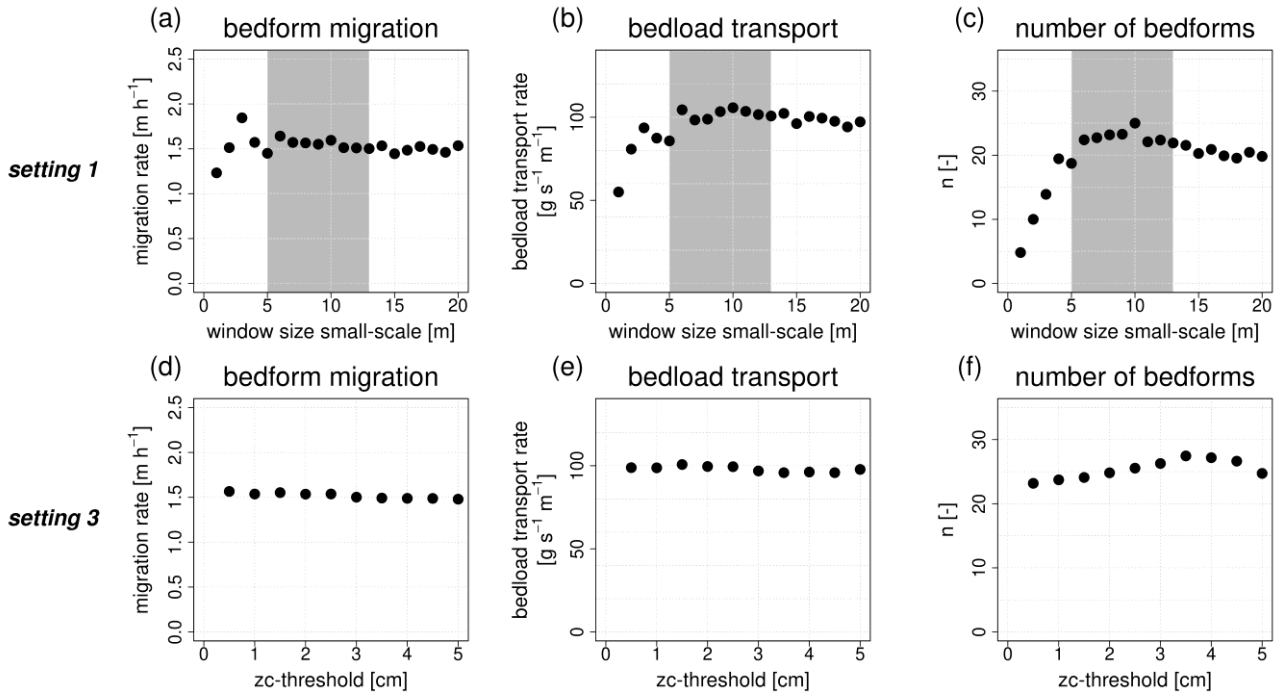 (a)
bedform migration
setting 1
migration rate [m h⁻¹]
0.0 0.5 1.0 1.5 2.0 2.5
0 5 10 15 20
window size small-scale [m]
(b)
bedload transport
bedload transport rate
[g s⁻¹ m⁻¹]
0 50 100
0 5 10 15 20
window size small-scale [m]
(c)
number of bedforms
n [-]
0 10 20 30
0 5 10 15 20
window size small-scale [m]
(d)
bedform migration
setting 3
migration rate [m h⁻¹]
0.0 0.5 1.0 1.5 2.0 2.5
0 1 2 3 4 5
zc-threshold [cm]
(e)
bedload transport
bedload transport rate
[g s⁻¹ m⁻¹]
0 50 100
0 1 2 3 4 5
zc-threshold [cm]
(f)
number of bedforms
n [-]
0 10 20 30
0 1 2 3 4 5
zc-threshold [cm]